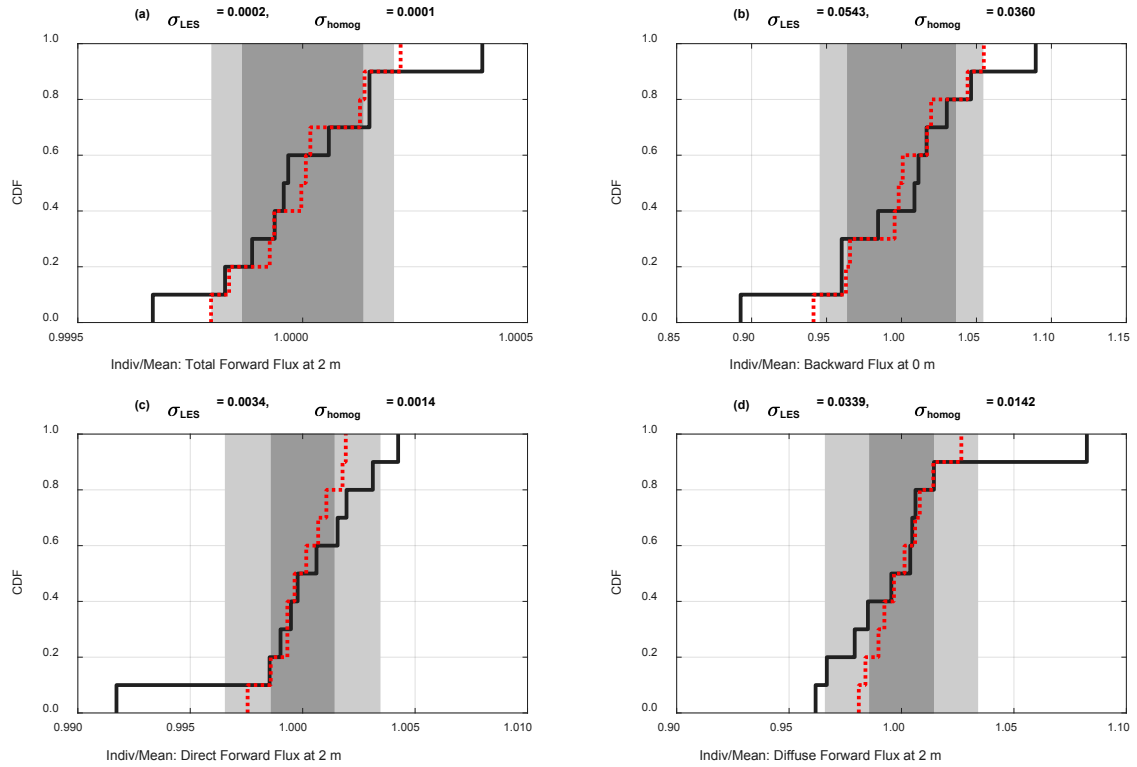 (a) σLES = 0.0002, σhomog = 0.0001
1.0
0.8
0.6
0.4
0.2
0.0
CDF
0.9995 1.0000 1.0005
Indiv/Mean: Total Forward Flux at 2 m
(b) σLES = 0.0543, σhomog = 0.0360
1.0
0.8
0.6
0.4
0.2
0.0
CDF
0.85 0.90 0.95 1.00 1.05 1.10 1.15
Indiv/Mean: Backward Flux at 0 m
(c) σLES = 0.0034, σhomog = 0.0014
1.0
0.8
0.6
0.4
0.2
0.0
CDF
0.990 0.995 1.000 1.005 1.010
Indiv/Mean: Direct Forward Flux at 2 m
(d) σLES = 0.0339, σhomog = 0.0142
1.0
0.8
0.6
0.4
0.2
0.0
CDF
0.90 0.95 1.00 1.05 1.10
Indiv/Mean: Diffuse Forward Flux at 2 m